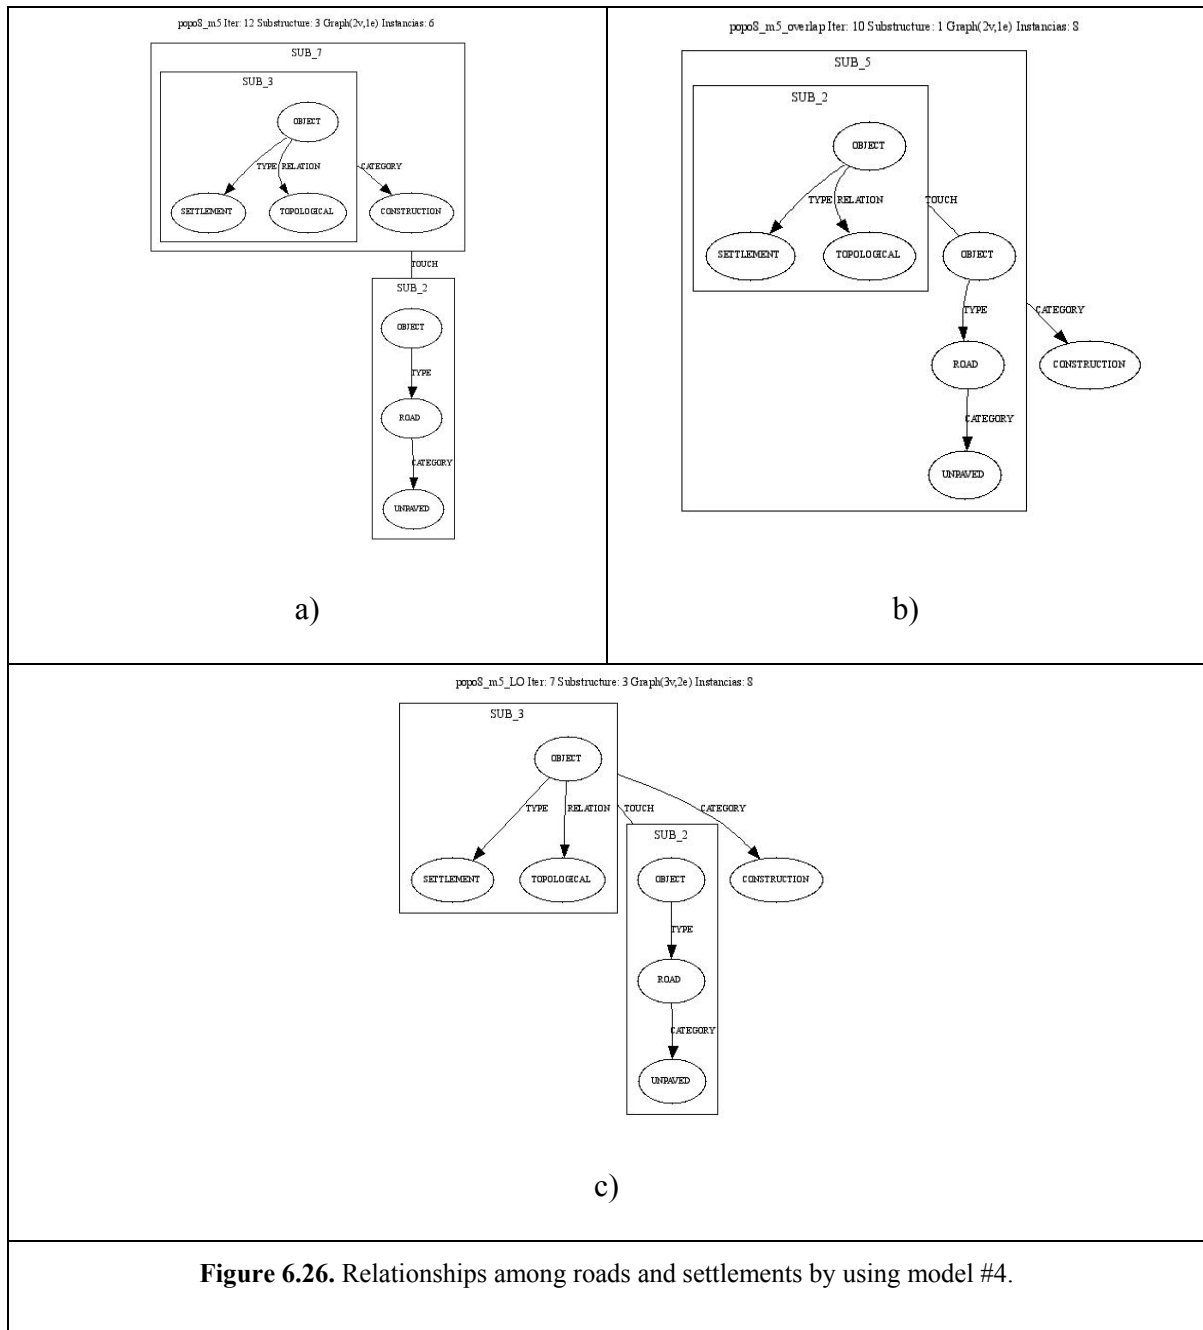 popo8_m5 Iter: 12 Substructure: 3 Graph(2v,1e) Instancias: 6
SUB_7
SUB_3
OBJECT
TYPE RELATION CATEGORY
SETTLEMENT TOPOLOGICAL CONSTRUCTION
TOUCH
SUB_2
OBJECT
TYPE
ROAD
CATEGORY
UNPAVED
a)
popo8_m5_overlap Iter: 10 Substructure: 1 Graph(2v,1e) Instancias: 8
SUB_5
SUB_2
OBJECT
TYPE RELATION TOUCH
SETTLEMENT TOPOLOGICAL OBJECT
TYPE CATEGORY
ROAD CONSTRUCTION
CATEGORY
UNPAVED
b)
popo8_m5_LO Iter: 7 Substructure: 3 Graph(3v,2e) Instancias: 8
SUB_3
OBJECT
TYPE RELATION TOUCH CATEGORY
SUB_2
SETTLEMENT TOPOLOGICAL OBJECT CONSTRUCTION
TYPE
ROAD
CATEGORY
UNPAVED
c)
Figure 6.26. Relationships among roads and settlements by using model #4.